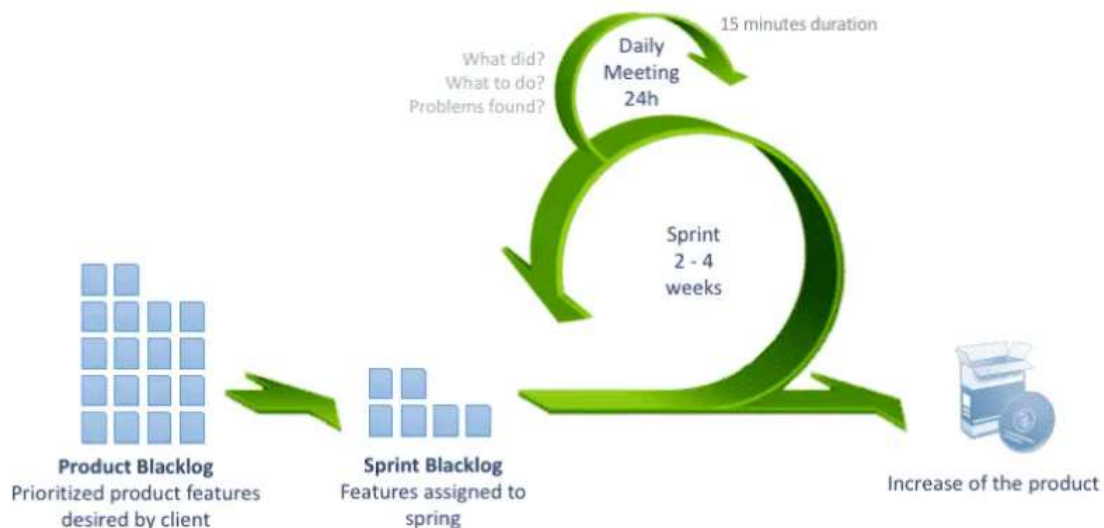 15 minutes duration
What did?
What to do?
Problems found?
Daily
Meeting
24h
Sprint
2 - 4
weeks
Product Blacklog
Prioritized product features
desired by client
Sprint Blacklog
Features assigned to
spring
Increase of the product